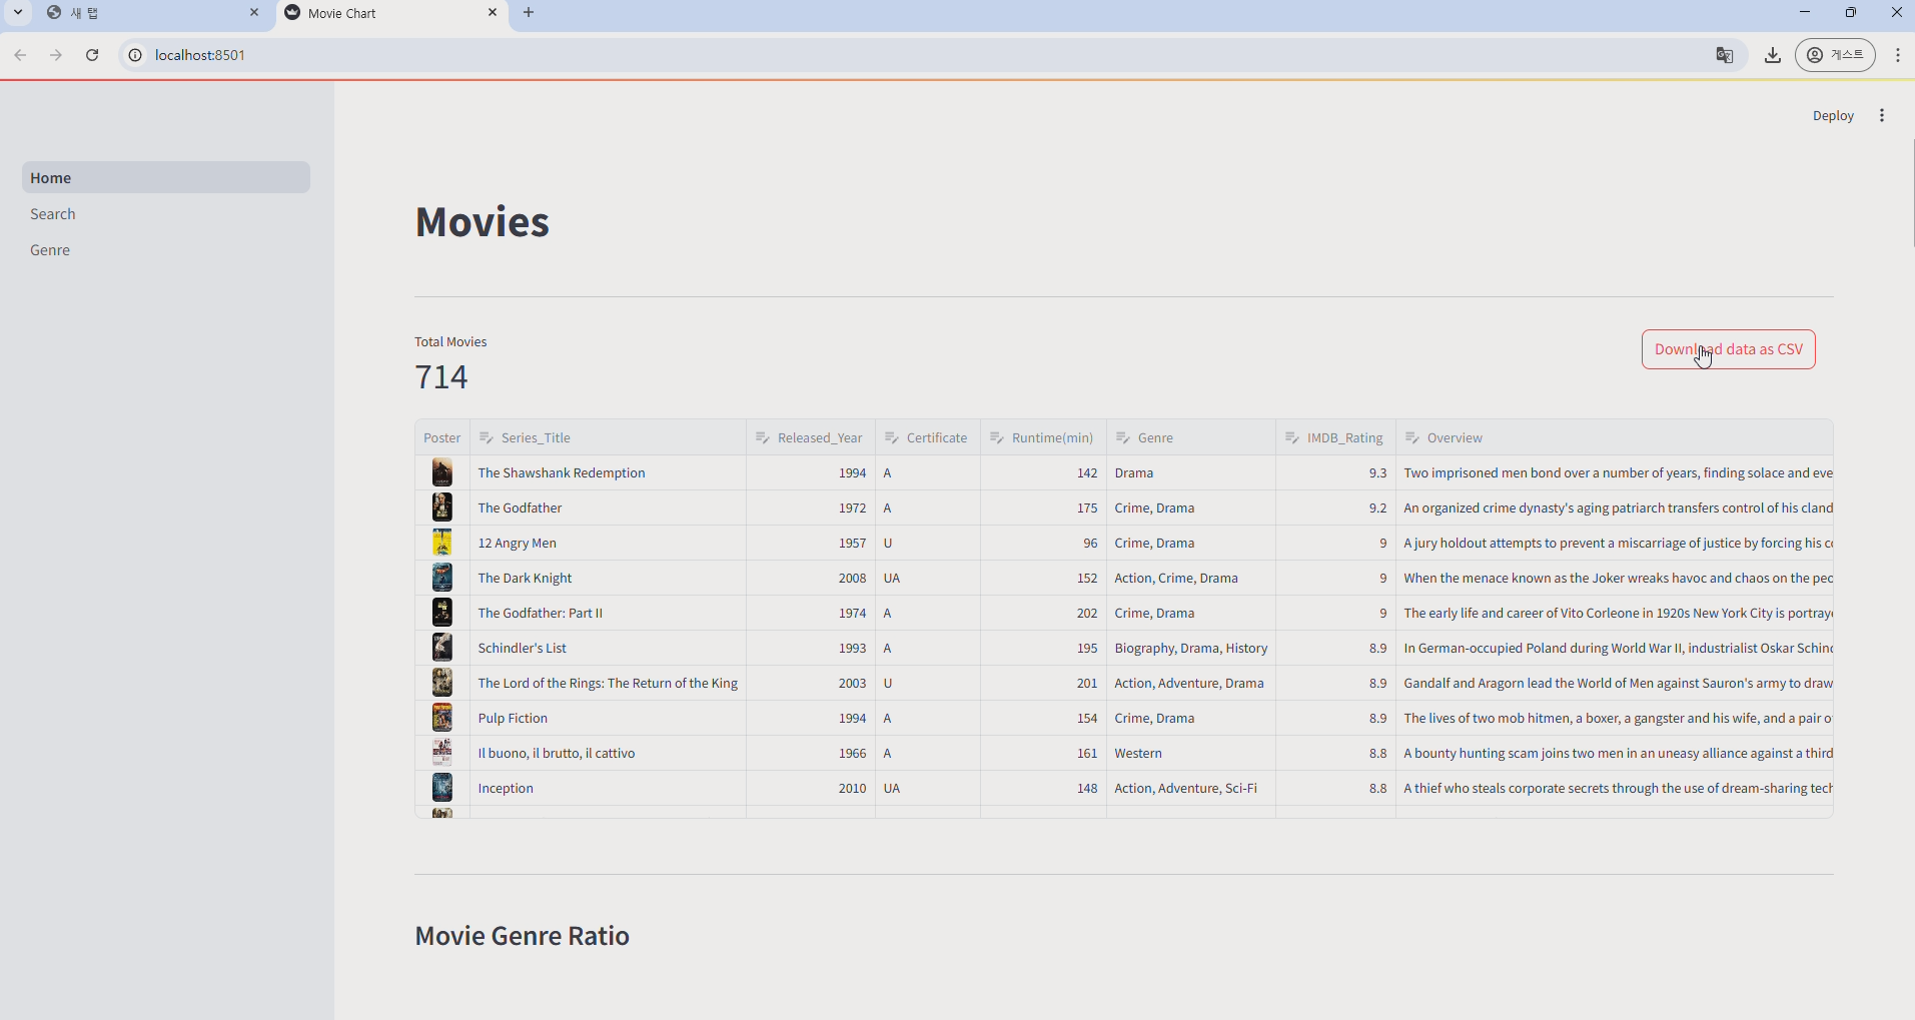 새 탭
Movie Chart
localhost:8501
게스트
Deploy
Home
Search
Genre
Movies
Total Movies
714
Download data as CSV
Poster Series_Title Released_Year Certificate Runtime(min) Genre IMDB_Rating Overview
The Shawshank Redemption 1994 A 142 Drama 9.3 Two imprisoned men bond over a number of years, finding solace and eve
The Godfather 1972 A 175 Crime, Drama 9.2 An organized crime dynasty's aging patriarch transfers control of his cland
12 Angry Men 1957 U 96 Crime, Drama 9 A jury holdout attempts to prevent a miscarriage of justice by forcing his c
The Dark Knight 2008 UA 152 Action, Crime, Drama 9 When the menace known as the Joker wreaks havoc and chaos on the peo
The Godfather: Part II 1974 A 202 Crime, Drama 9 The early life and career of Vito Corleone in 1920s New York City is portray
Schindler's List 1993 A 195 Biography, Drama, History 8.9 In German-occupied Poland during World War II, industrialist Oskar Schin
The Lord of the Rings: The Return of the King 2003 U 201 Action, Adventure, Drama 8.9 Gandalf and Aragorn lead the World of Men against Sauron's army to draw
Pulp Fiction 1994 A 154 Crime, Drama 8.9 The lives of two mob hitmen, a boxer, a gangster and his wife, and a pair o
Il buono, il brutto, il cattivo 1966 A 161 Western 8.8 A bounty hunting scam joins two men in an uneasy alliance against a third
Inception 2010 UA 148 Action, Adventure, Sci-Fi 8.8 A thief who steals corporate secrets through the use of dream-sharing tech
Movie Genre Ratio